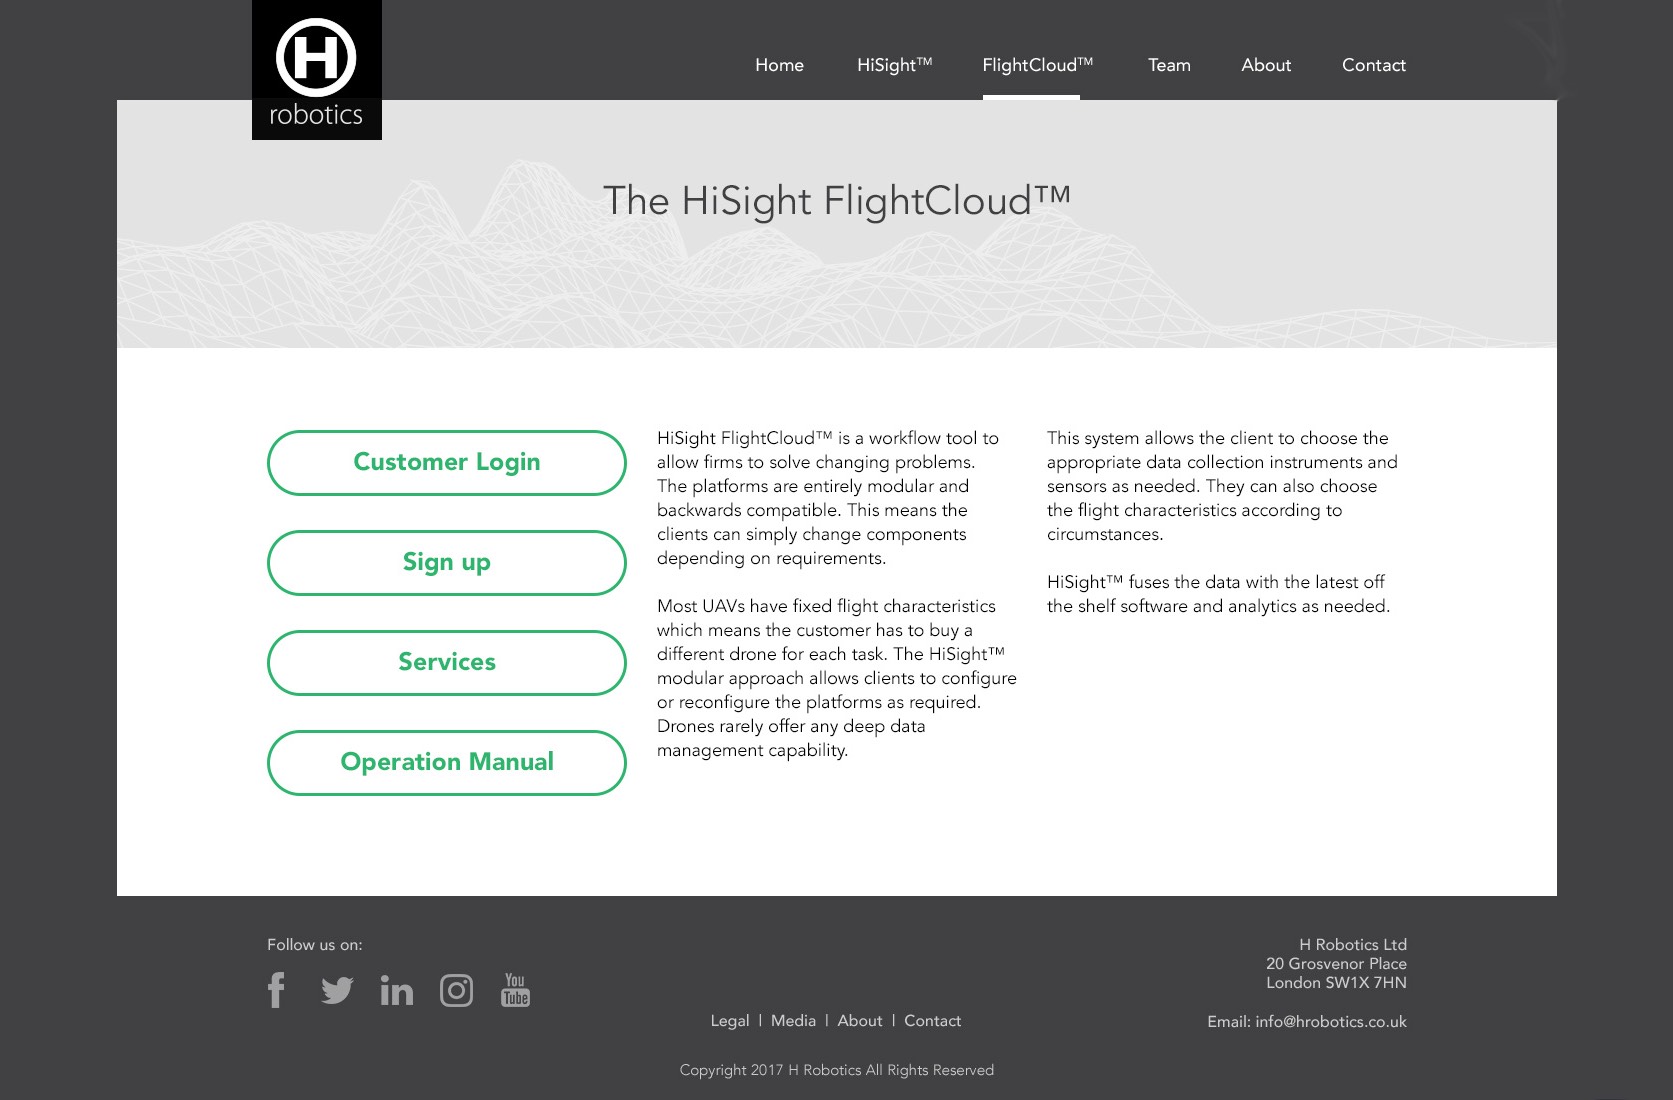 H
robotics
Home HiSight™ FlightCloud™ Team About Contact
The HiSight FlightCloud™
Customer Login
Sign up
Services
Operation Manual
HiSight FlightCloud™ is a workflow tool to
allow firms to solve changing problems.
The platforms are entirely modular and
backwards compatible. This means the
clients can simply change components
depending on requirements.
Most UAVs have fixed flight characteristics
which means the customer has to buy a
different drone for each task. The HiSight™
modular approach allows clients to configure
or reconfigure the platforms as required.
Drones rarely offer any deep data
management capability.
This system allows the client to choose the
appropriate data collection instruments and
sensors as needed. They can also choose
the flight characteristics according to
circumstances.
HiSight™ fuses the data with the latest off
the shelf software and analytics as needed.
Follow us on:
f in You Tube
Legal | Media | About | Contact
H Robotics Ltd
20 Grosvenor Place
London SW1X 7HN
Email: info@hrobotics.co.uk
Copyright 2017 H Robotics All Rights Reserved